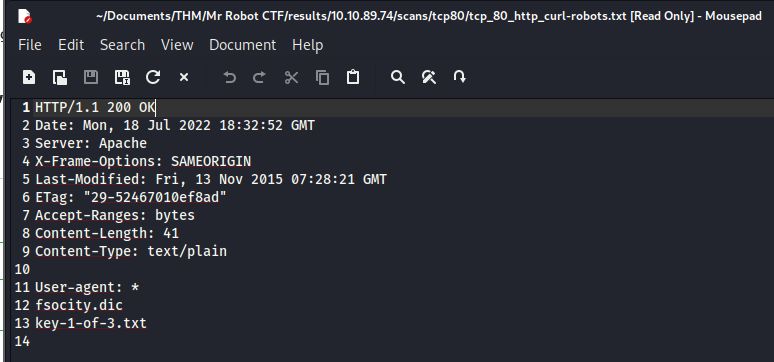 ~/Documents/THM/Mr Robot CTF/results/10.10.89.74/scans/tcp80/tcp_80_http_curl-robots.txt [Read Only] - Mousepad
File Edit Search View Document Help
1 HTTP/1.1 200 OK
2 Date: Mon, 18 Jul 2022 18:32:52 GMT
3 Server: Apache
4 X-Frame-Options: SAMEORIGIN
5 Last-Modified: Fri, 13 Nov 2015 07:28:21 GMT
6 ETag: "29-52467010ef8ad"
7 Accept-Ranges: bytes
8 Content-Length: 41
9 Content-Type: text/plain
10
11 User-agent: *
12 fsocity.dic
13 key-1-of-3.txt
14